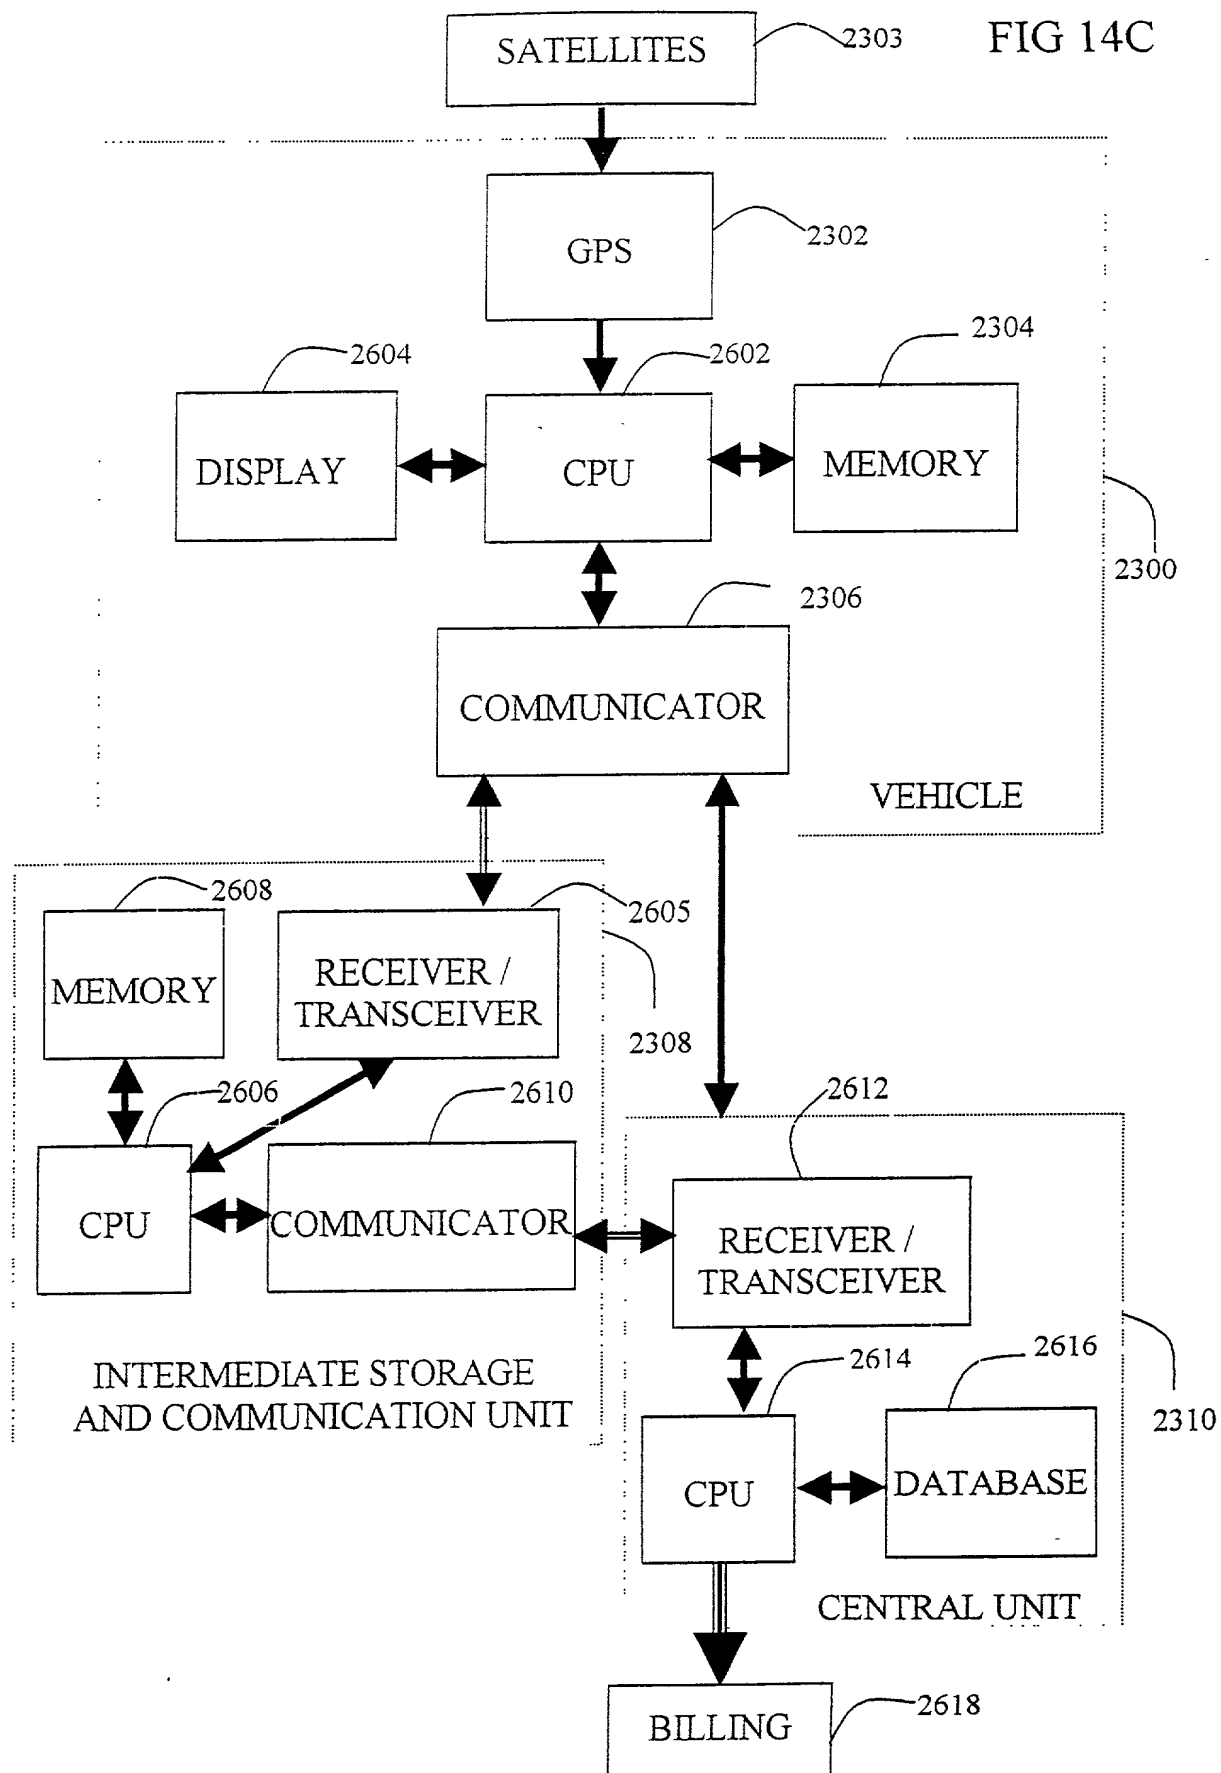 FIG 14C
SATELLITES
2303
GPS
2302
2604
2602
2304
DISPLAY
CPU
MEMORY
2300
2306
COMMUNICATOR
VEHICLE
2608
2605
MEMORY
RECEIVER /
TRANSCEIVER
2308
2606
2610
2612
CPU
COMMUNICATOR
RECEIVER /
TRANSCEIVER
INTERMEDIATE STORAGE
AND COMMUNICATION UNIT
2614
2616
2310
CPU
DATABASE
CENTRAL UNIT
BILLING
2618